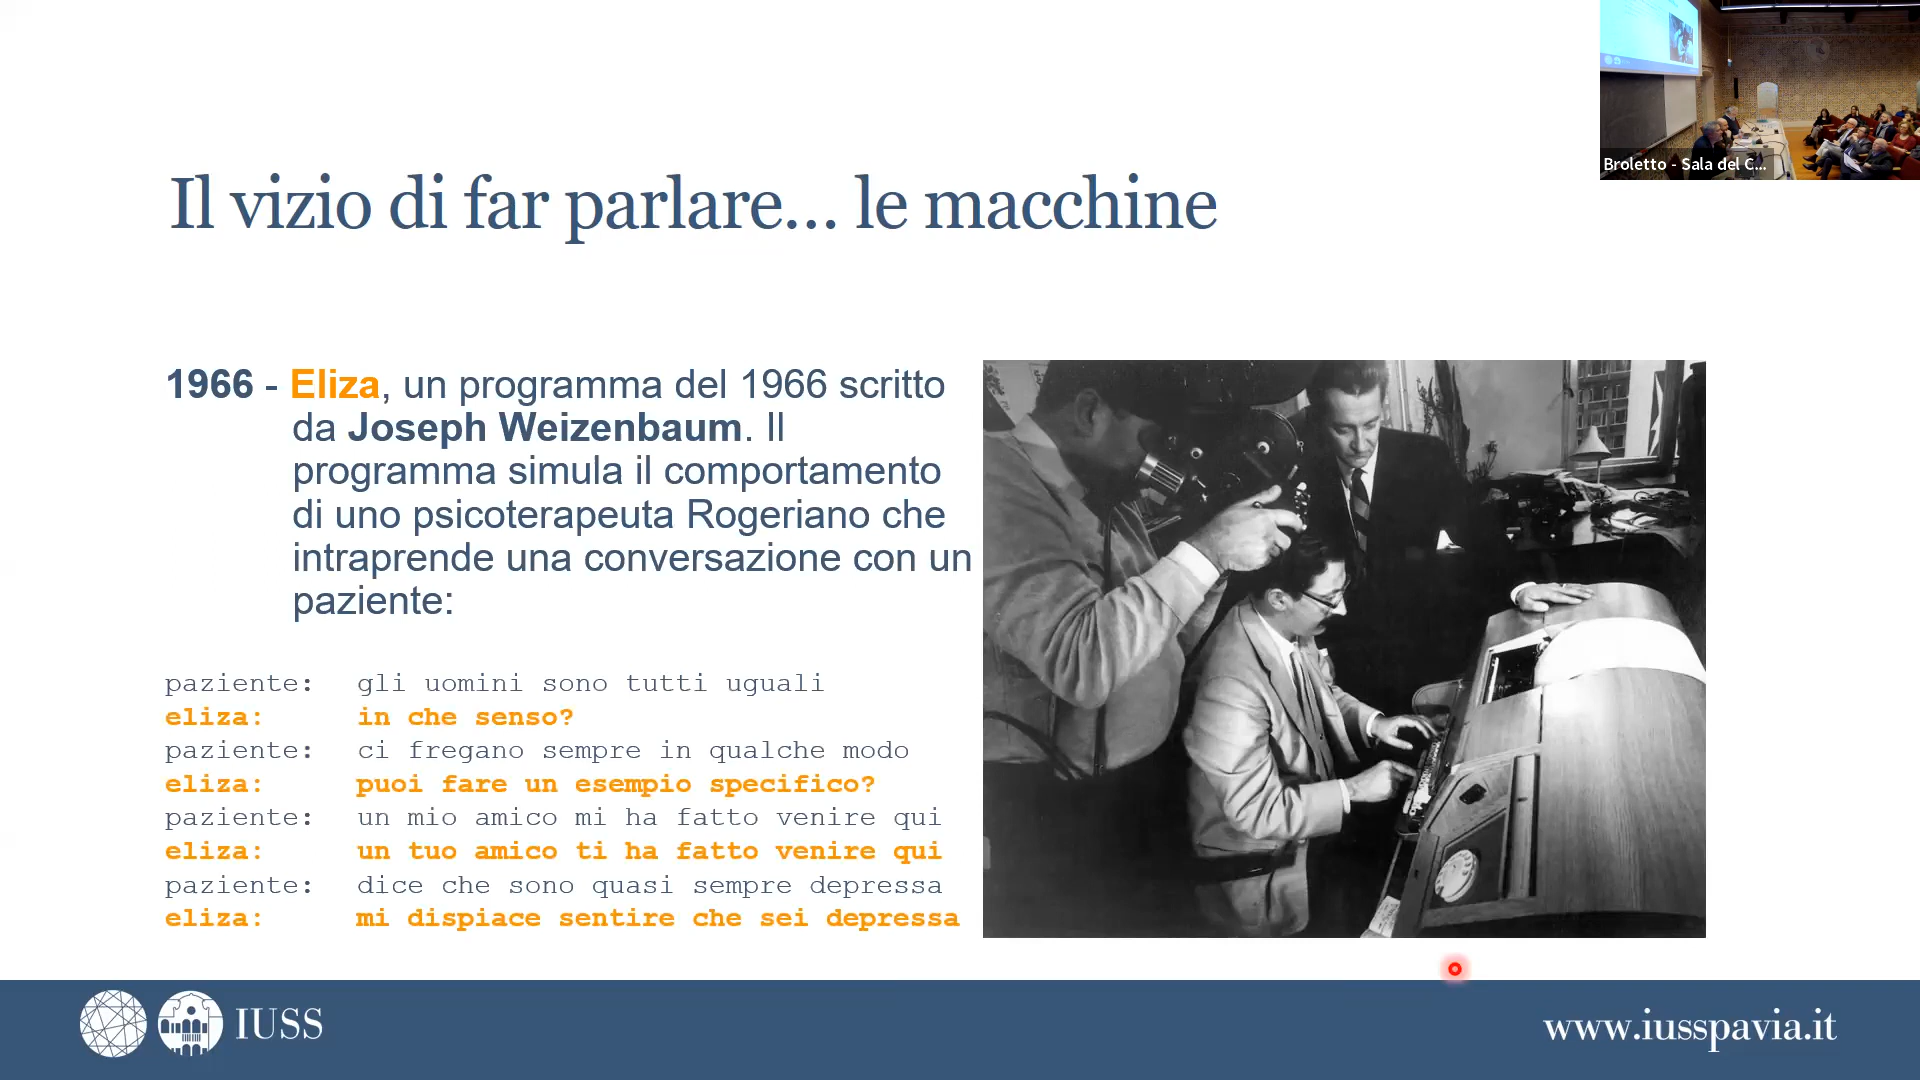 Broletto - Sala del C...
Il vizio di far parlare... le macchine
1966 - Eliza, un programma del 1966 scritto
da Joseph Weizenbaum. Il
programma simula il comportamento
di uno psicoterapeuta Rogeriano che
intraprende una conversazione con un
paziente:
paziente: gli uomini sono tutti uguali
eliza: in che senso?
paziente: ci fregano sempre in qualche modo
eliza: puoi fare un esempio specifico?
paziente: un mio amico mi ha fatto venire qui
eliza: un tuo amico ti ha fatto venire qui
paziente: dice che sono quasi sempre depressa
eliza: mi dispiace sentire che sei depressa
IUSS
www.iusspavia.it